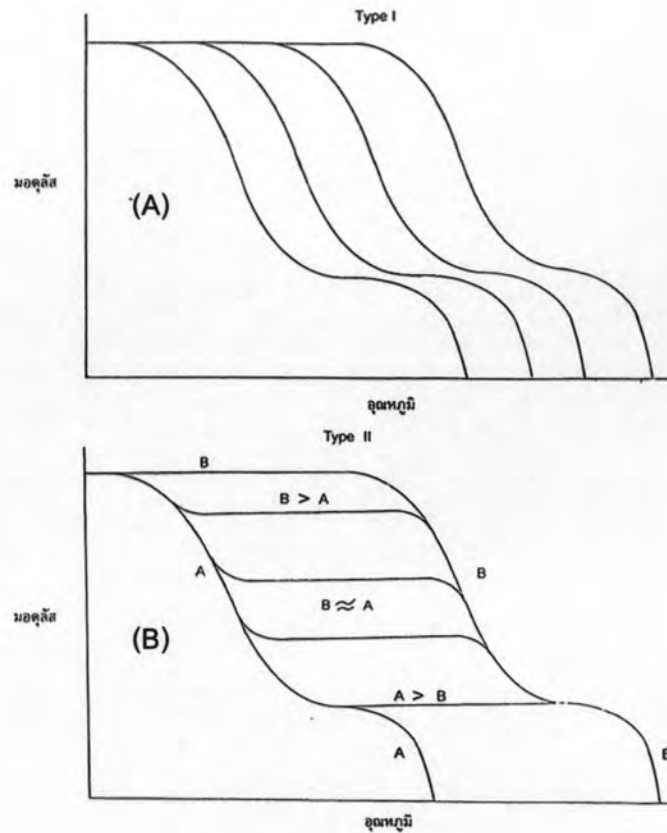 Type I
มอดุลัส
(A)
อุณหภูมิ
Type II
B
B > A
A
B
B ≈ A
มอดุลัส
(B)
A > B
A
B
อุณหภูมิ